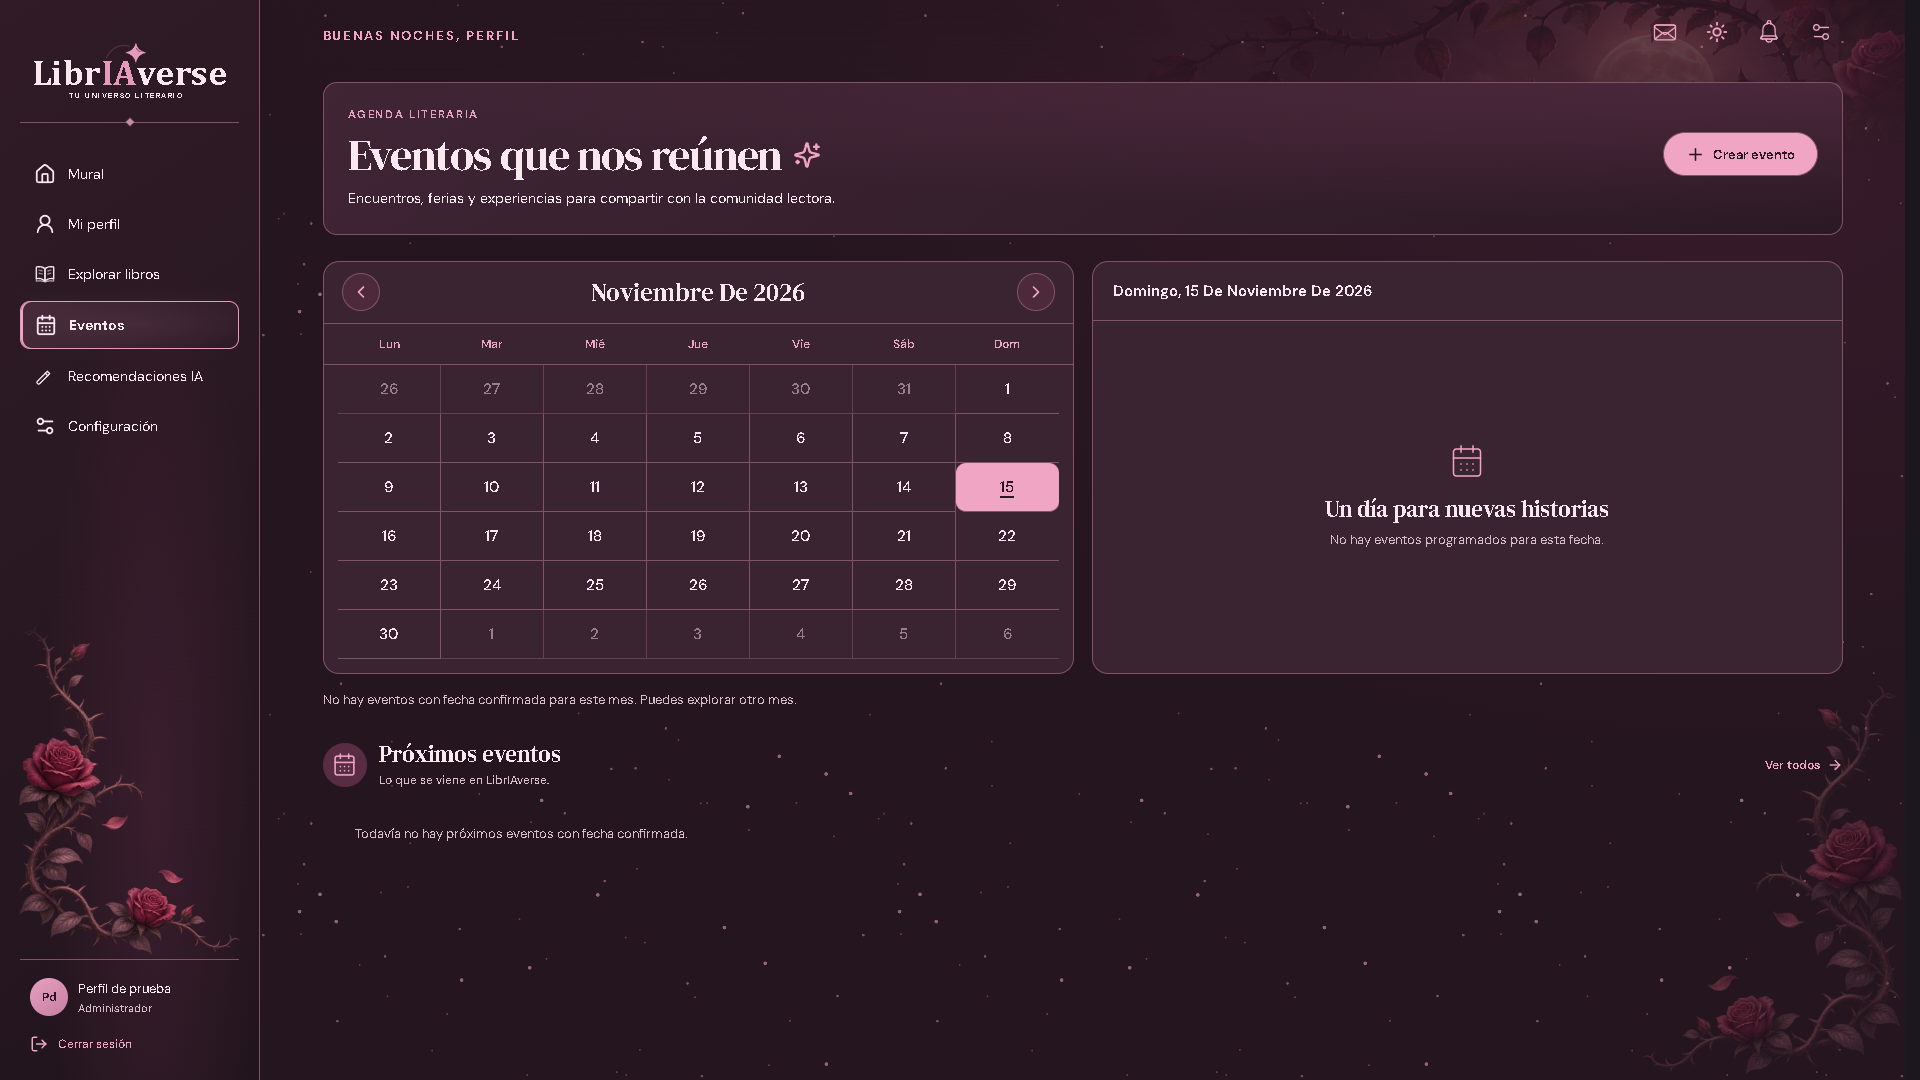 LibrIAverse
TU UNIVERSO LITERARIO
Mural
Mi perfil
Explorar libros
Eventos
Recomendaciones IA
Configuración
Pd
Perfil de prueba
Administrador
Cerrar sesión
BUENAS NOCHES, PERFIL
AGENDA LITERARIA
Eventos que nos reúnen
Encuentros, ferias y experiencias para compartir con la comunidad lectora.
Crear evento
Noviembre De 2026
Lun Mar Mié Jue Vie Sáb Dom
26 27 28 29 30 31 1
2 3 4 5 6 7 8
9 10 11 12 13 14 15
16 17 18 19 20 21 22
23 24 25 26 27 28 29
30 1 2 3 4 5 6
Domingo, 15 De Noviembre De 2026
Un día para nuevas historias
No hay eventos programados para esta fecha.
No hay eventos con fecha confirmada para este mes. Puedes explorar otro mes.
Próximos eventos
Lo que se viene en LibrIAverse.
Ver todos
Todavía no hay próximos eventos con fecha confirmada.